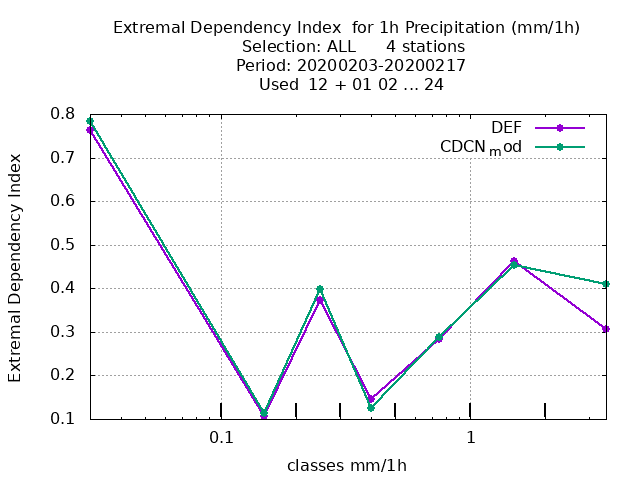 Extremal Dependency Index  for 1h Precipitation (mm/1h)
Selection: ALL      4 stations
Period: 20200203-20200217
Used  12 + 01 02 ... 24
DEF
CDCN_mod
Extremal Dependency Index
0.8
0.7
0.6
0.5
0.4
0.3
0.2
0.1
0.1
1
classes mm/1h